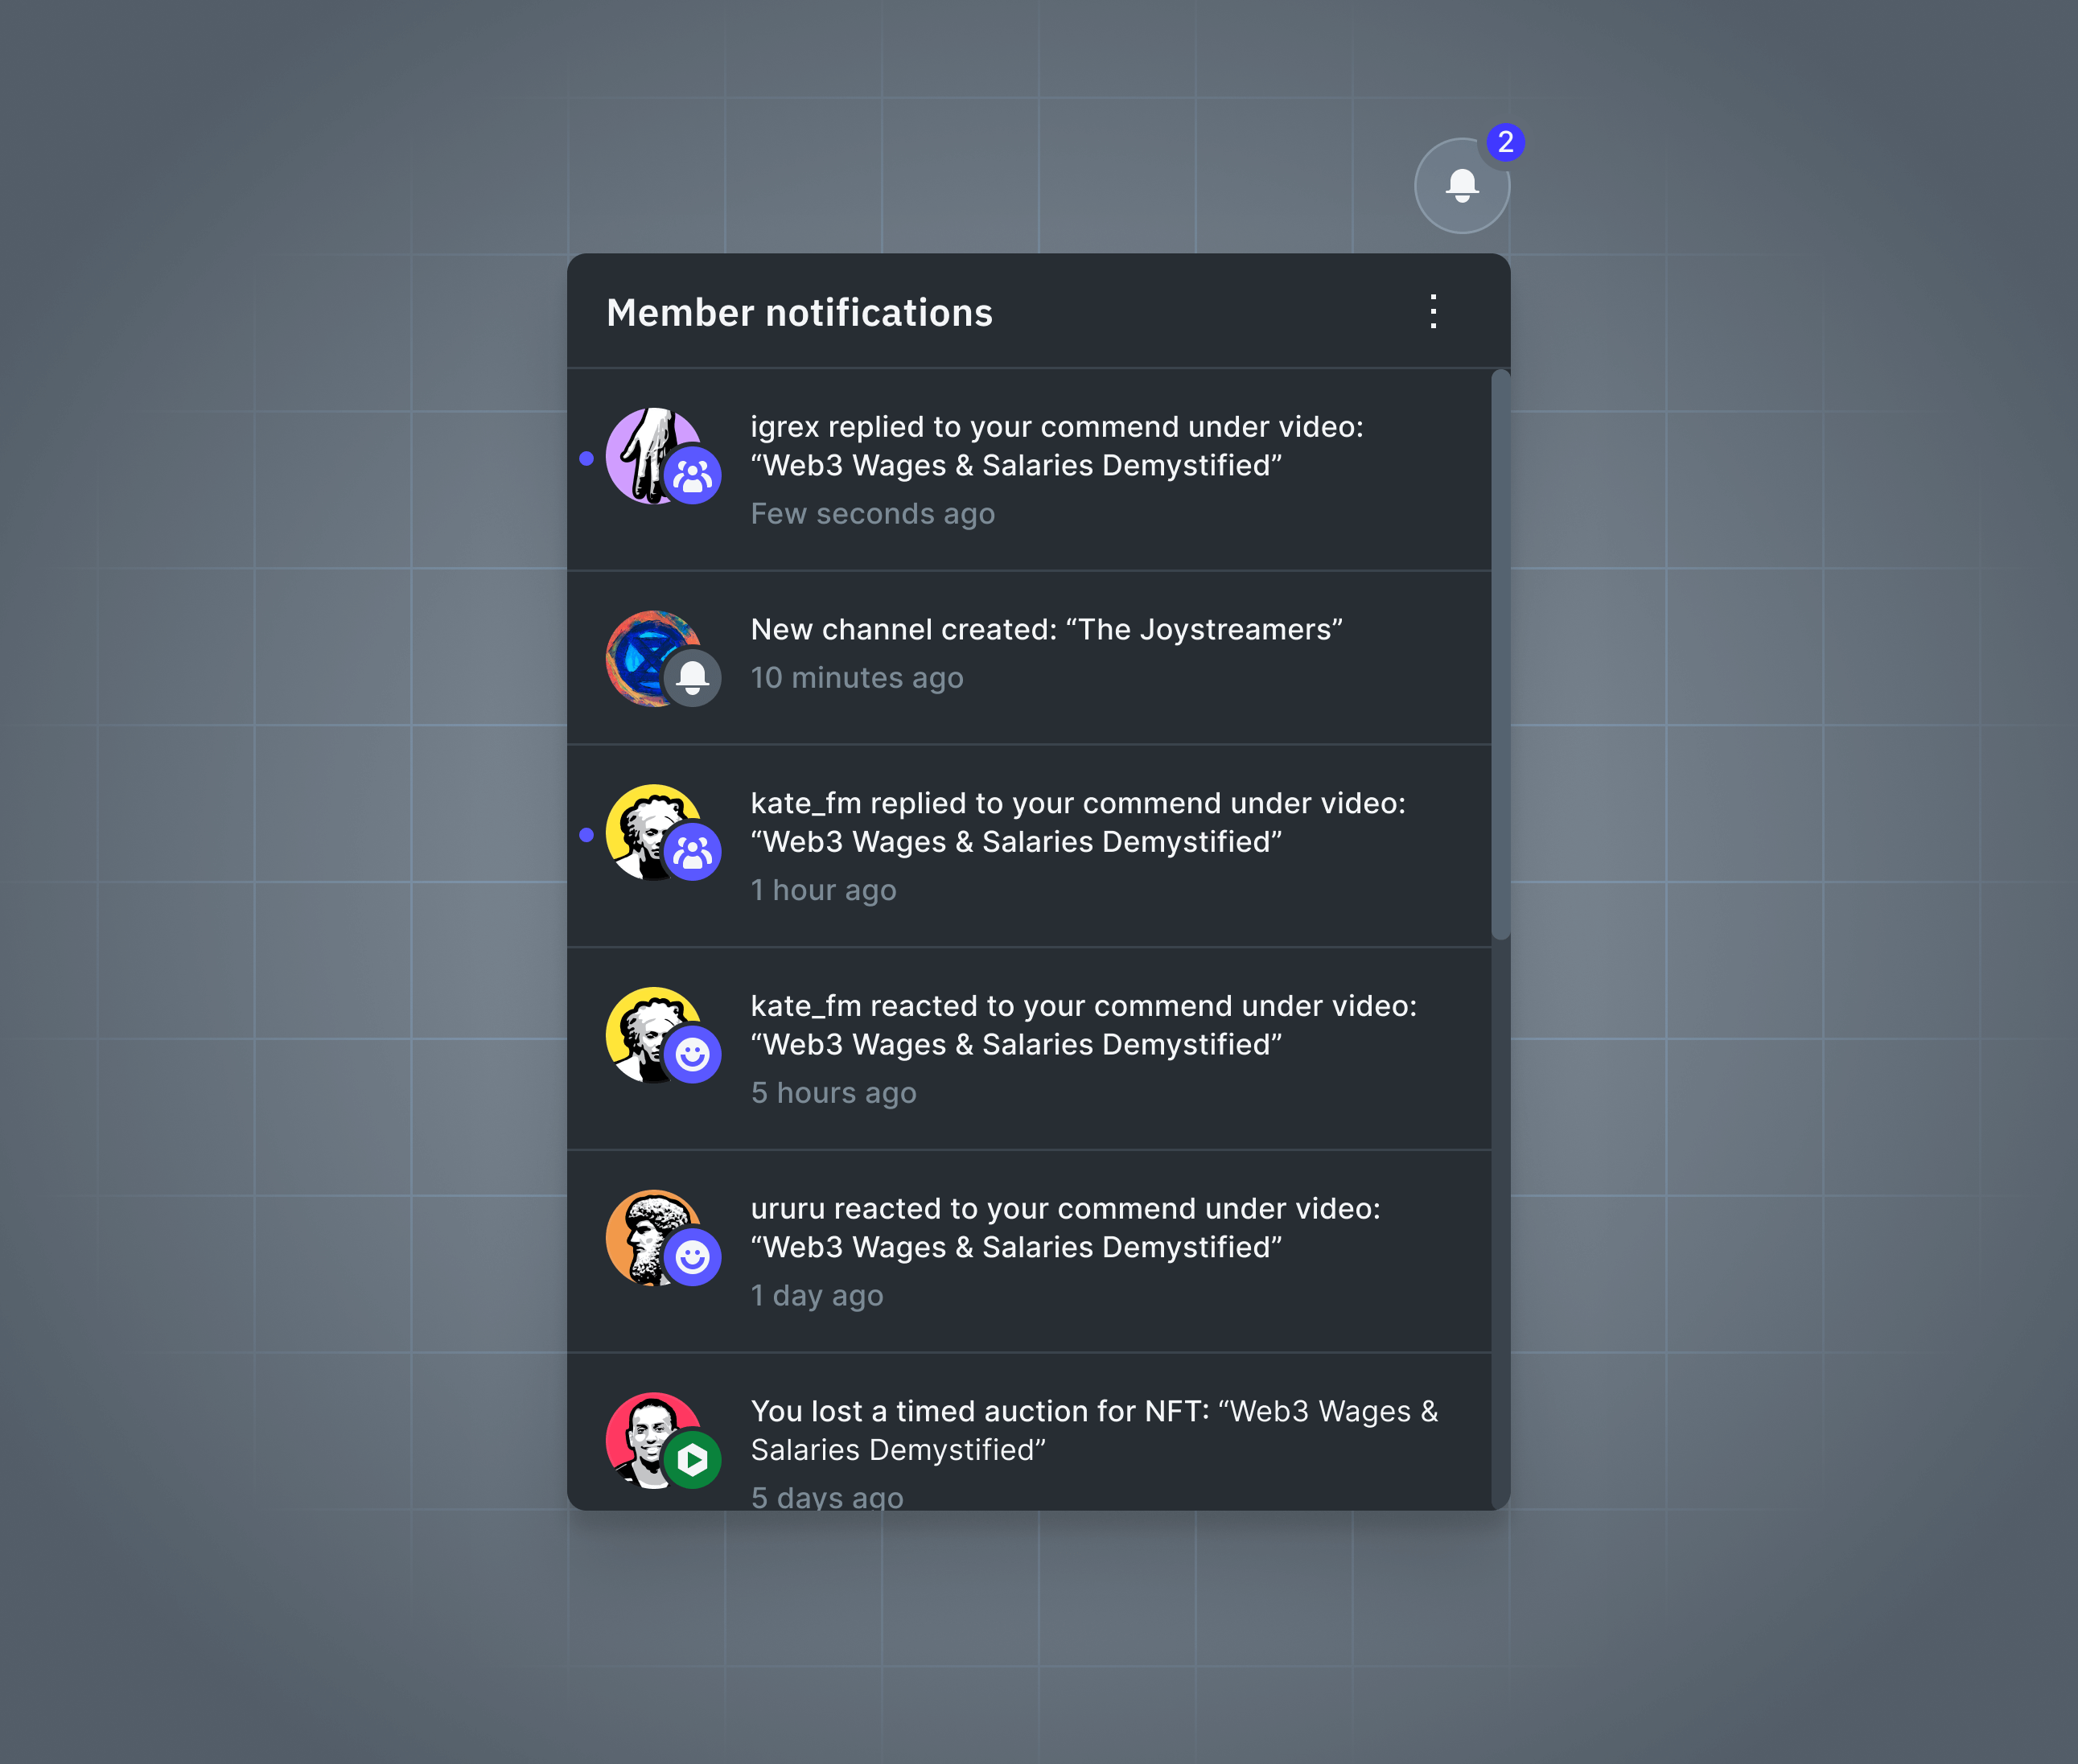 2
Member notifications
igrex replied to your commend under video:
“Web3 Wages & Salaries Demystified”
Few seconds ago
New channel created: “The Joystreamers”
10 minutes ago
kate_fm replied to your commend under video:
“Web3 Wages & Salaries Demystified”
1 hour ago
kate_fm reacted to your commend under video:
“Web3 Wages & Salaries Demystified”
5 hours ago
ururu reacted to your commend under video:
“Web3 Wages & Salaries Demystified”
1 day ago
You lost a timed auction for NFT: “Web3 Wages &
Salaries Demystified”
5 days ago